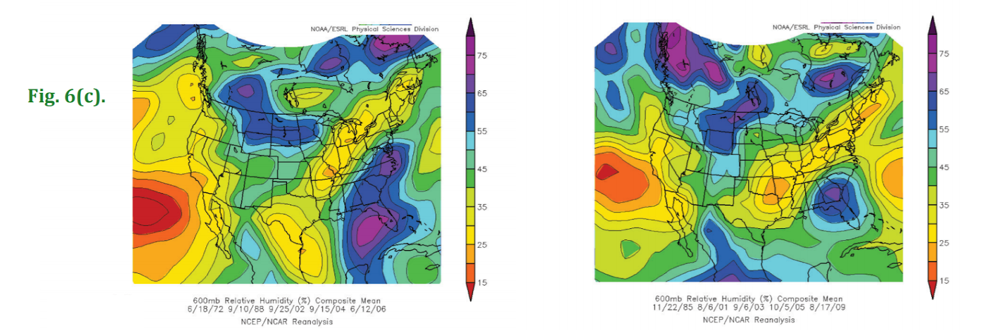 Fig. 6(c).
NOAA/ESRL Physical Sciences Division
75
65
55
45
35
25
15
600mb Relative Humidity (%) Composite Mean
6/18/72 9/10/88 9/25/02 9/15/04 6/12/06
NCEP/NCAR Reanalysis
NOAA/ESRL Physical Sciences Division
75
65
55
45
35
25
15
600mb Relative Humidity (%) Composite Mean
11/22/85 8/6/01 9/6/03 10/5/05 8/17/09
NCEP/NCAR Reanalysis